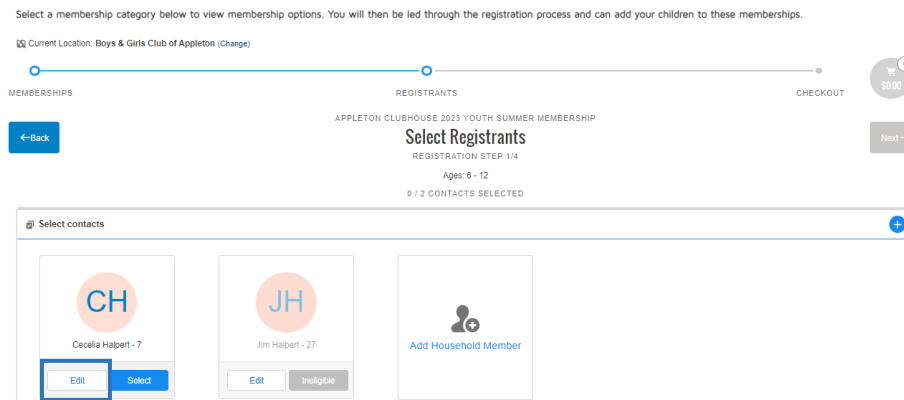 Select a membership category below to view membership options. You will then be led through the registration process and can add your children to these memberships.
Current Location: Boys & Girls Club of Appleton (Change)
MEMBERSHIPS
REGISTRANTS
CHECKOUT
$0.00
APPLETON CLUBHOUSE 2023 YOUTH SUMMER MEMBERSHIP
←Back
Select Registrants
Next
REGISTRATION STEP 1/4
Ages: 6 - 12
0 / 2 CONTACTS SELECTED
Select contacts
+
CH
JH
Cecelia Halpert - 7
Jim Halpert - 27
Add Household Member
Edit
Select
Edit
Ineligible